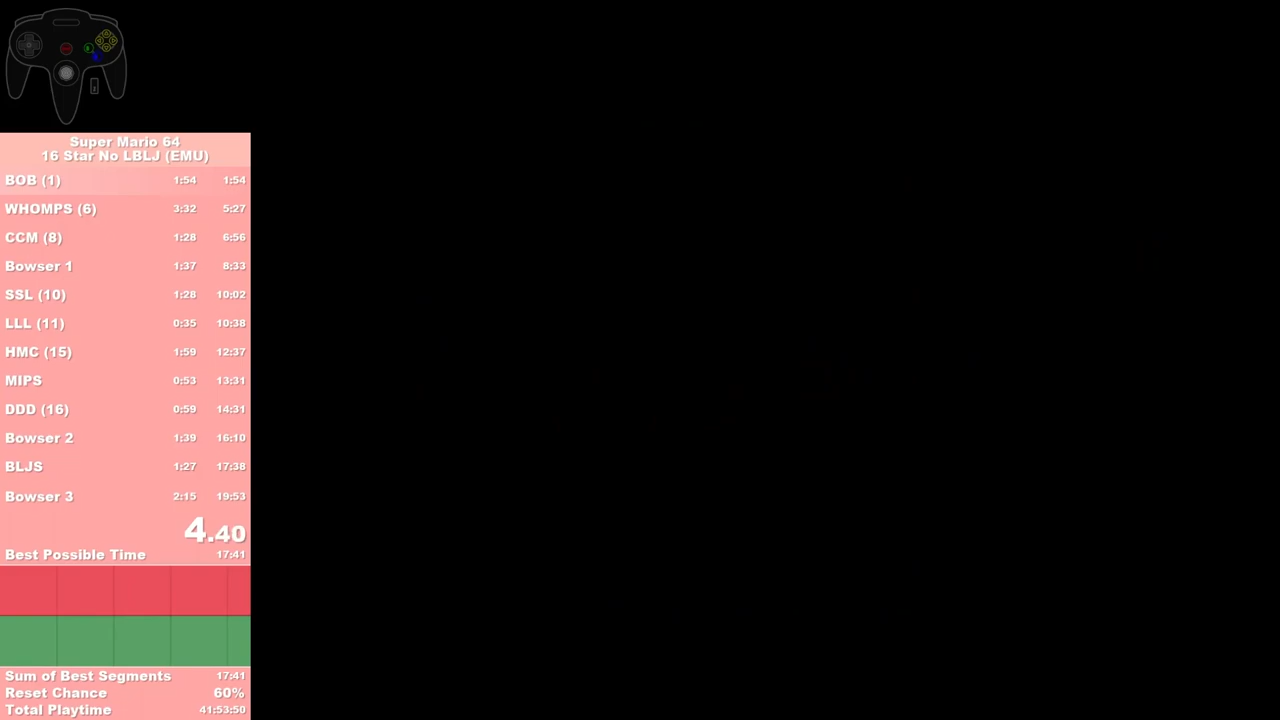 Super Mario 64
16 Star No LBLJ (EMU)
BOB (1) 1:54 1:54
WHOMPS (6) 3:32 5:27
CCM (8) 1:28 6:56
Bowser 1 1:37 8:33
SSL (10) 1:28 10:02
LLL (11) 0:35 10:38
HMC (15) 1:59 12:37
MIPS 0:53 13:31
DDD (16) 0:59 14:31
Bowser 2 1:39 16:10
BLJS 1:27 17:38
Bowser 3 2:15 19:53
4.40
Best Possible Time 17:41
Sum of Best Segments 17:41
Reset Chance 60%
Total Playtime 41:53:50